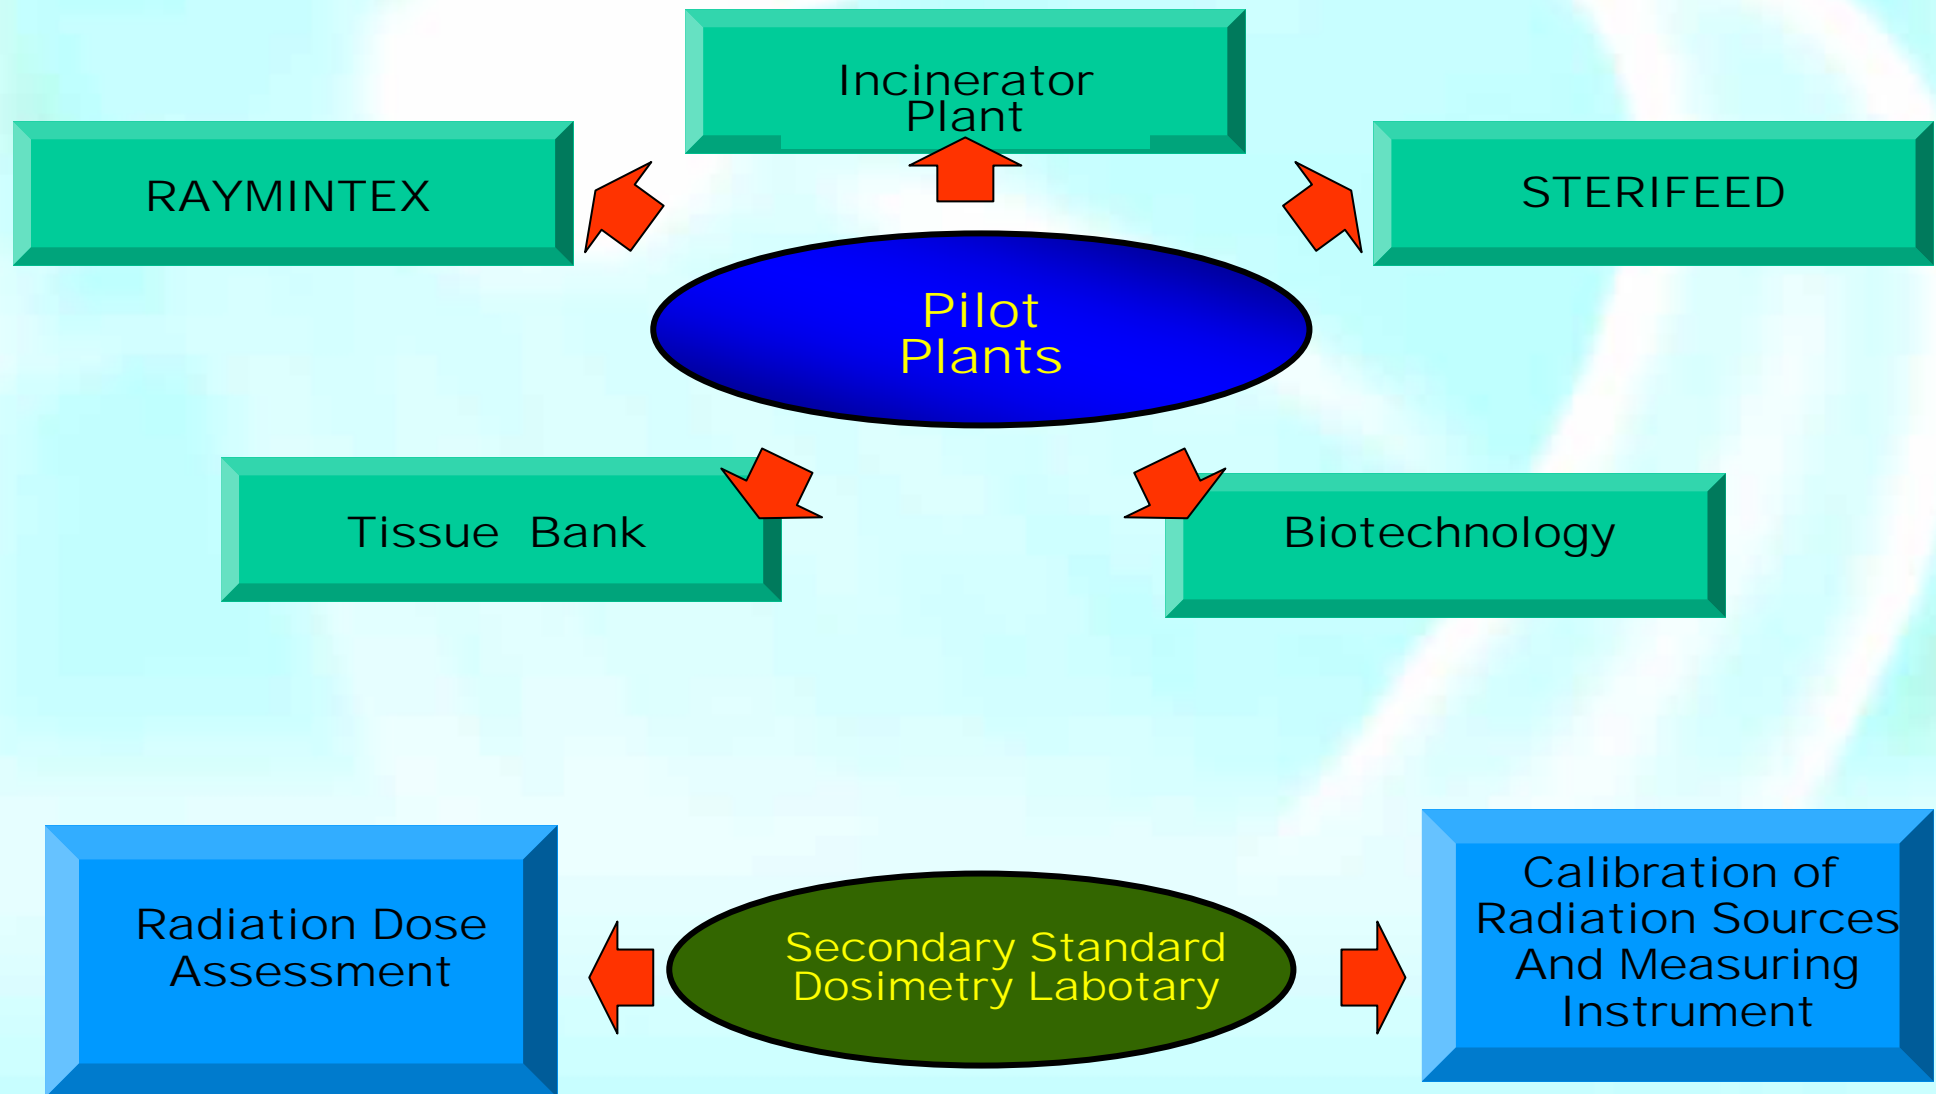 Incinerator
Plant
RAYMINTEX
STERIFEED
Pilot
Plants
Tissue Bank
Biotechnology
Radiation Dose
Assessment
Secondary Standard
Dosimetry Labotary
Calibration of
Radiation Sources
And Measuring
Instrument